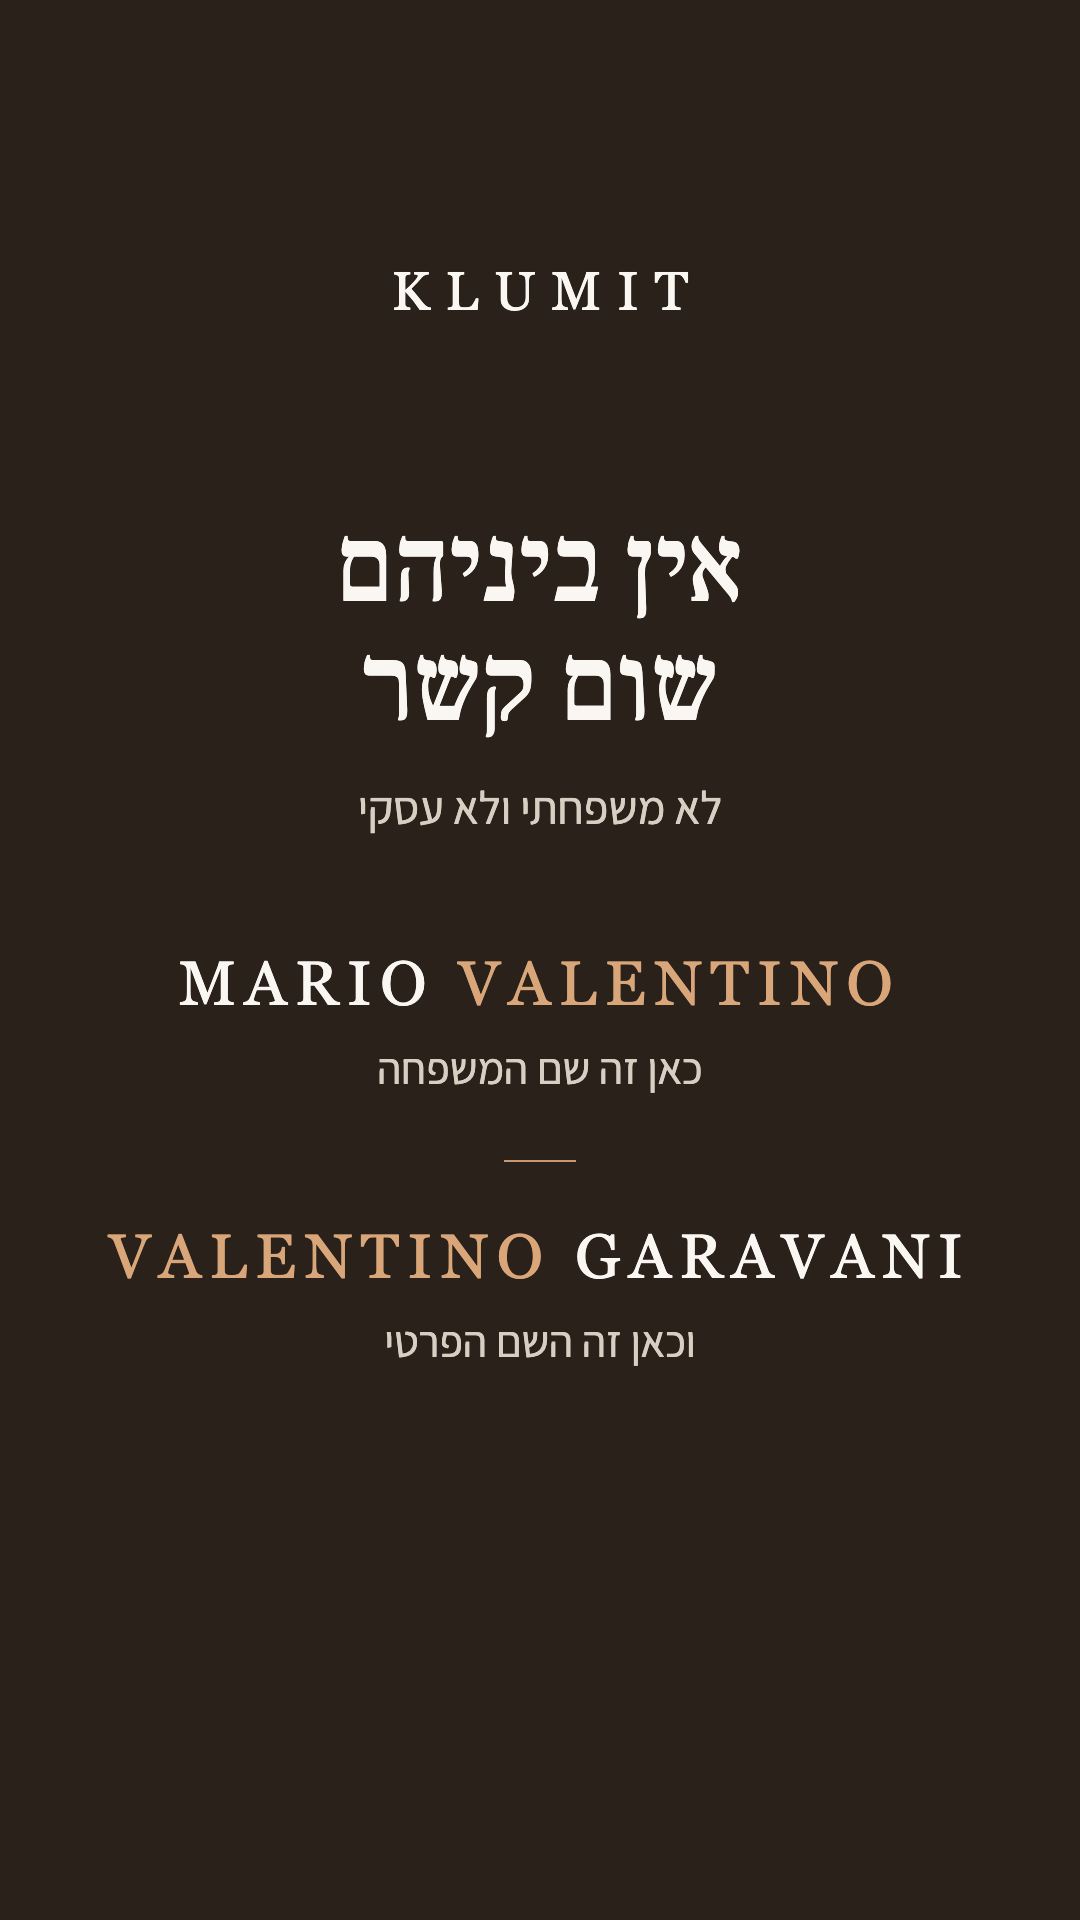 KLUMIT
אין ביניהם
שום קשר
לא משפחתי ולא עסקי
MARIO VALENTINO
כאן זה שם המשפחה
VALENTINO GARAVANI
וכאן זה השם הפרטי